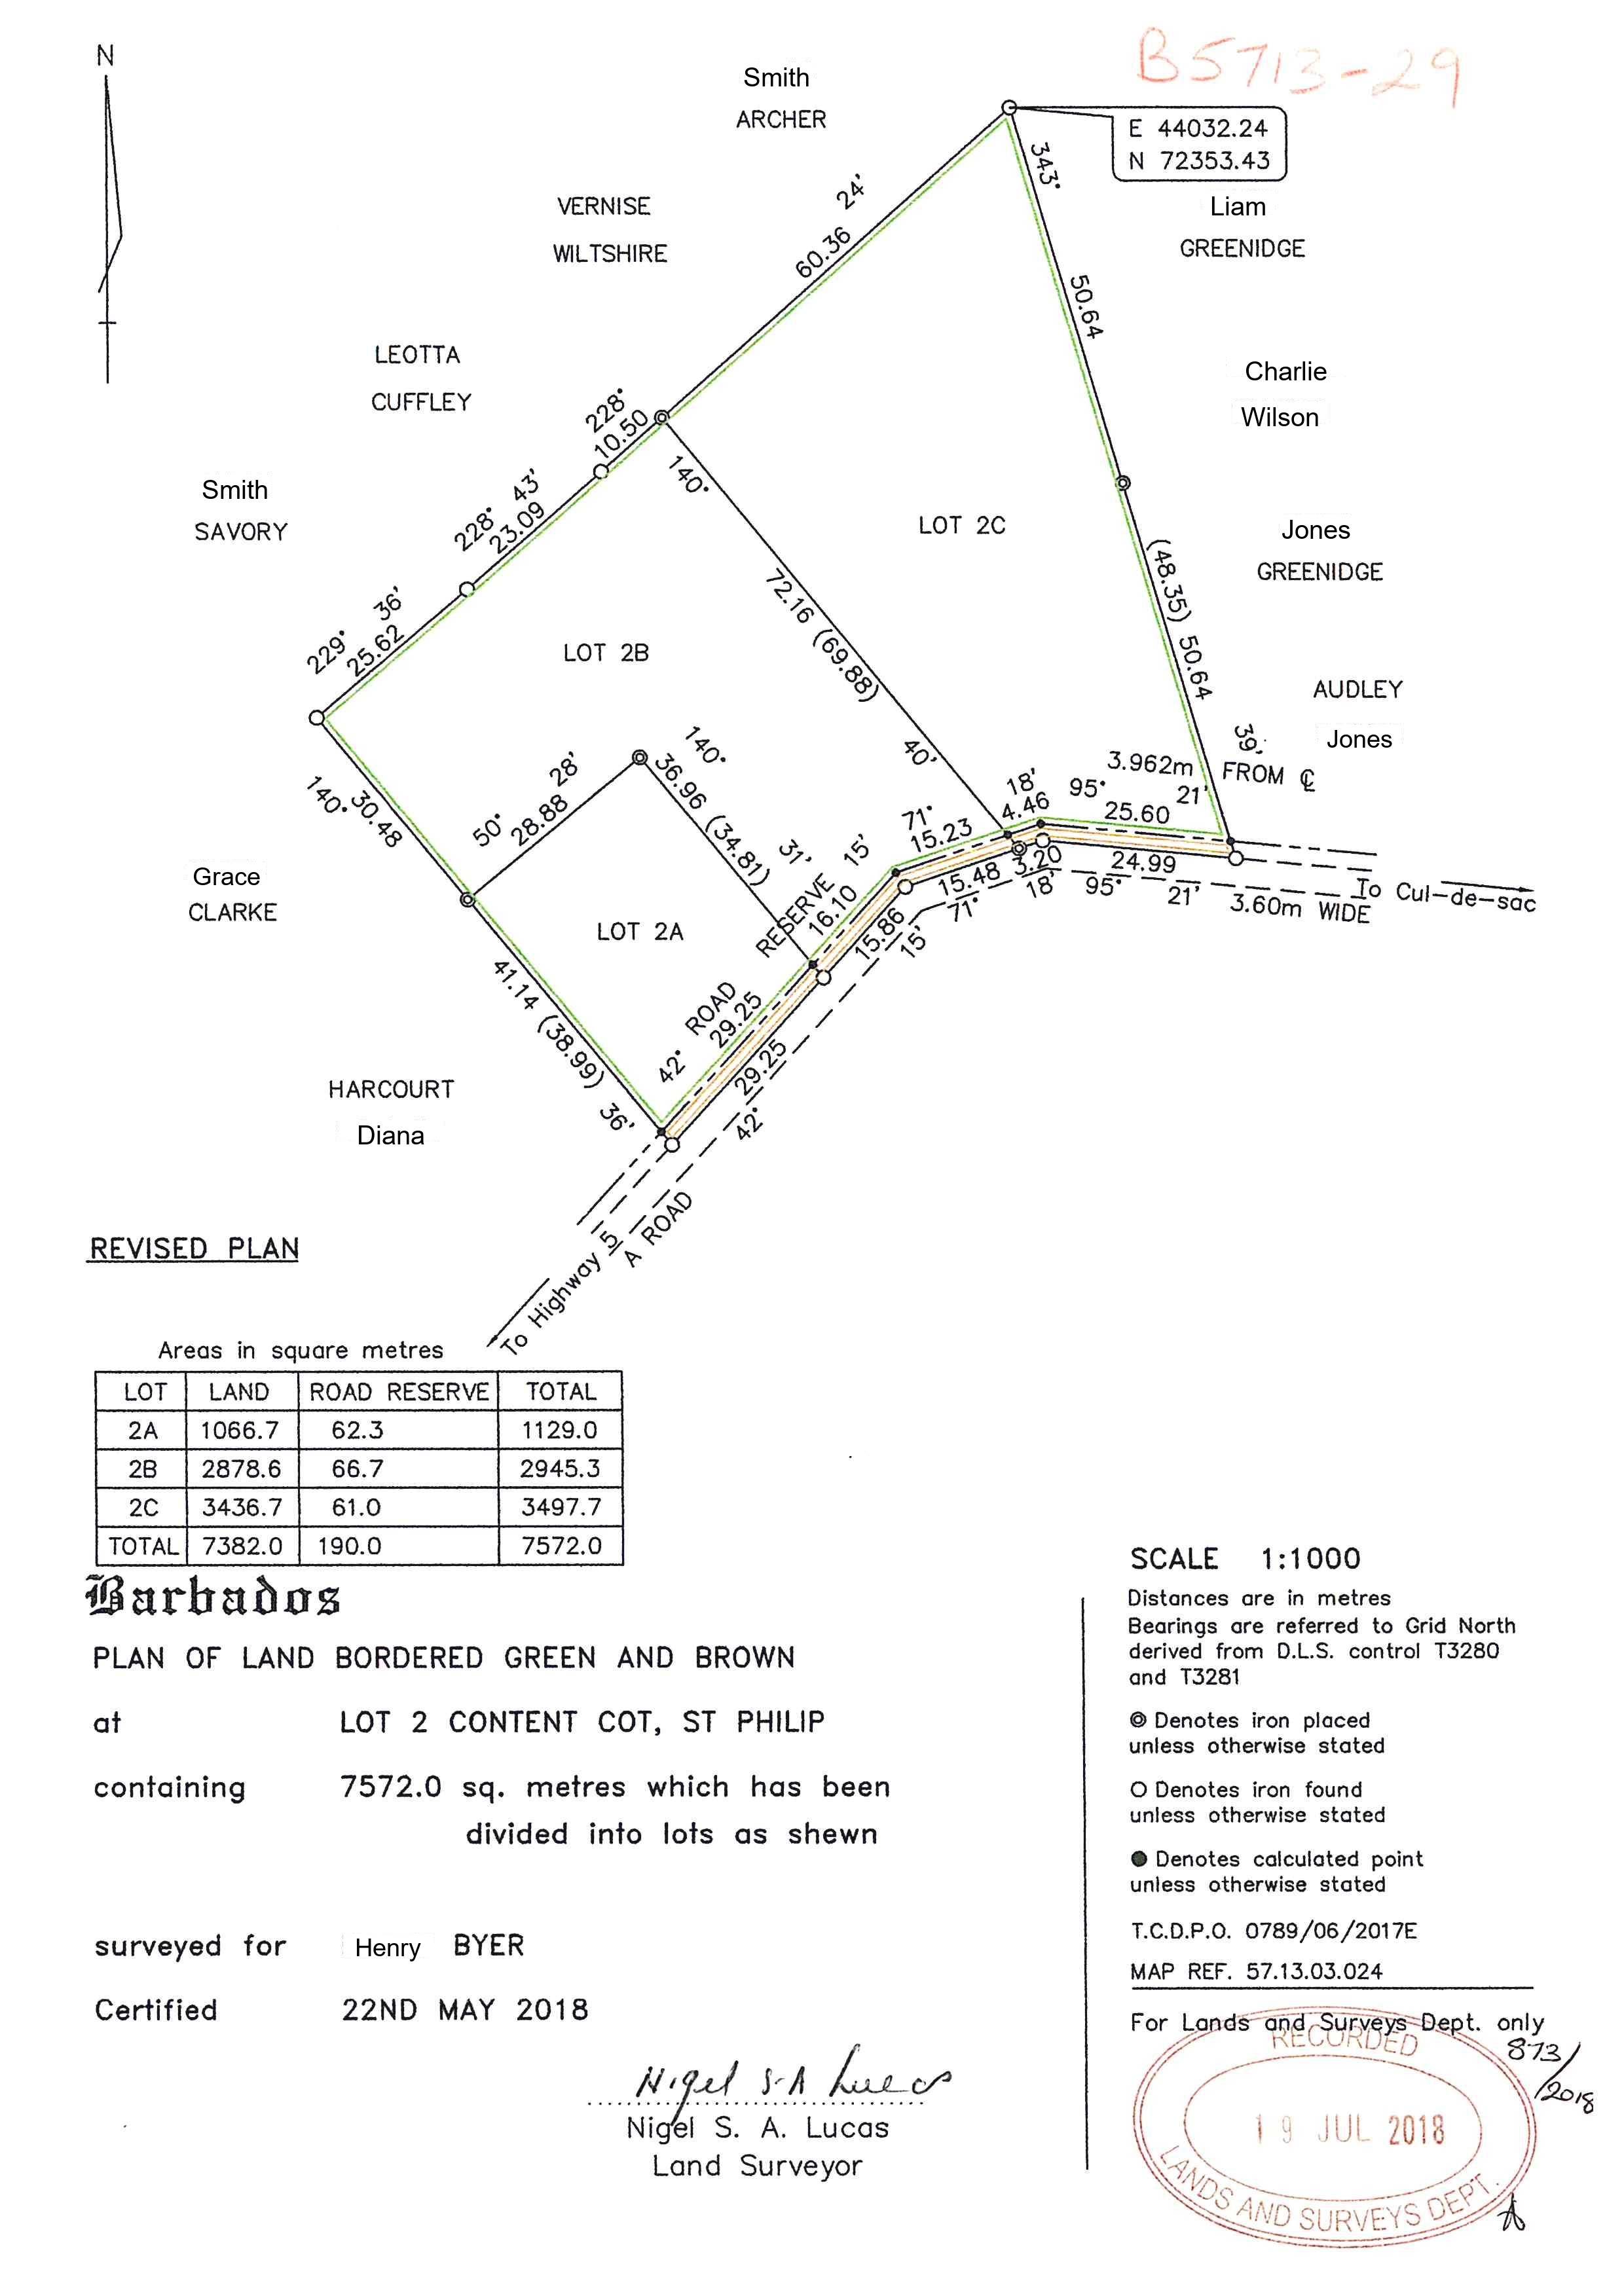 B5713-29
N
Smith
ARCHER
E 44032.24
N 72353.43
343°
24'
60.36
VERNISE
WILTSHIRE
Liam
GREENIDGE
50.64
LEOTTA
CUFFLEY
Charlie
Wilson
228°
10.50
140°
Smith
SAVORY
228° 43'
23.09
LOT 2C
Jones
GREENIDGE
(48.35) 50.64
72.16 (69.88)
229° 36'
25.62
LOT 2B
AUDLEY
Jones
39'
140°
40'
3.962m FROM ℄
140°
30.48
50° 28'
28.88
36.96 (34.81)
31'
18'
4.46
95° 21'
25.60
71°
15.23
15'
RESERVE
16.10
15.48
3.20
24.99
71° 18'
95° 21'
3.60m WIDE
To Cul-de-sac
Grace
CLARKE
LOT 2A
15.86
15'
41.14 (38.99)
ROAD
29.25
42°
29.25
42°
HARCOURT
Diana
36'
To Highway 5
A ROAD
REVISED PLAN
Areas in square metres
LOT LAND ROAD RESERVE TOTAL
2A 1066.7 62.3 1129.0
2B 2878.6 66.7 2945.3
2C 3436.7 61.0 3497.7
TOTAL 7382.0 190.0 7572.0
Barbados
PLAN OF LAND BORDERED GREEN AND BROWN
at LOT 2 CONTENT COT, ST PHILIP
containing 7572.0 sq. metres which has been
divided into lots as shewn
surveyed for Henry BYER
Certified 22ND MAY 2018
Nigel S A Lucas
Nigel S. A. Lucas
Land Surveyor
SCALE 1:1000
Distances are in metres
Bearings are referred to Grid North
derived from D.L.S. control T3280
and T3281
Denotes iron placed
unless otherwise stated
Denotes iron found
unless otherwise stated
Denotes calculated point
unless otherwise stated
T.C.D.P.O. 0789/06/2017E
MAP REF. 57.13.03.024
For Lands and Surveys Dept. only
873/2018
RECORDED
19 JUL 2018
LANDS AND SURVEYS DEPT.